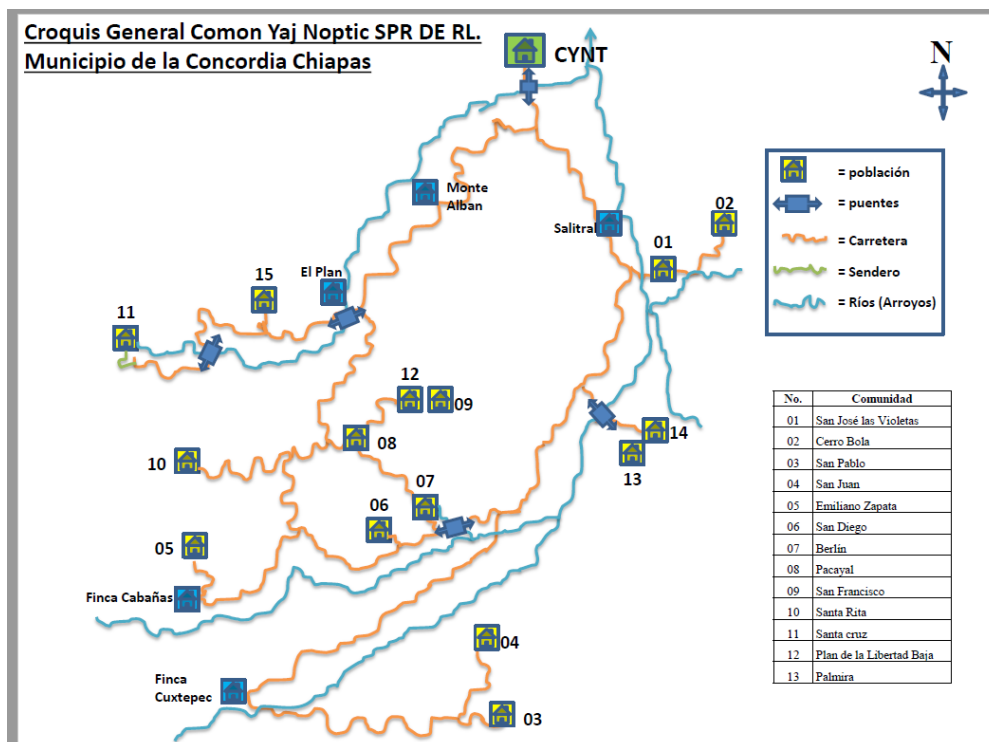 Croquis General Comon Yaj Noptic SPR DE RL.
Municipio de la Concordia Chiapas
CYNT
N
= población
= puentes
= Carretera
= Sendero
= Ríos (Arroyos)
Monte
Alban
Salitral
02
01
El Plan
15
11
12
09
08
10
14
13
07
06
05
Finca Cabañas
04
Finca
Cuxtepec
03
No. Comunidad
01 San José las Violetas
02 Cerro Bola
03 San Pablo
04 San Juan
05 Emiliano Zapata
06 San Diego
07 Berlín
08 Pacayal
09 San Francisco
10 Santa Rita
11 Santa cruz
12 Plan de la Libertad Baja
13 Palmira